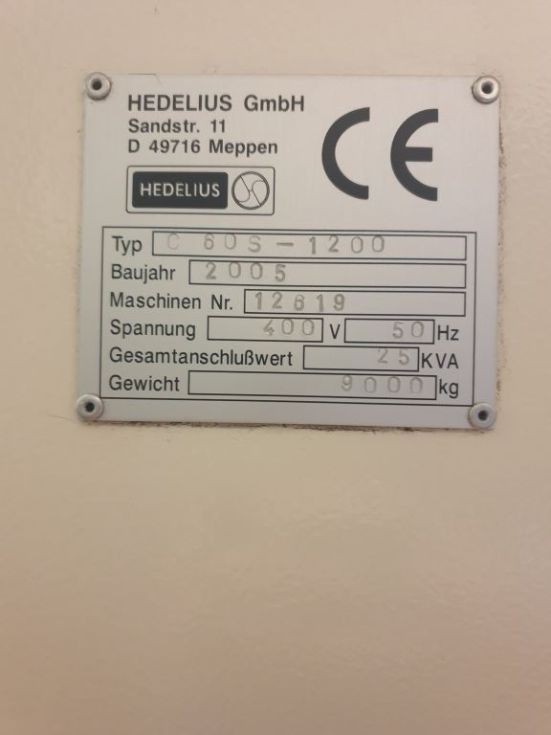 HEDELIUS GmbH
Sandstr. 11
D 49716 Meppen
CE
HEDELIUS
Typ C 60S-1200
Baujahr 2005
Maschinen Nr. 12619
Spannung 400 V 50 Hz
Gesamtanschlußwert 25 KVA
Gewicht 9000 kg